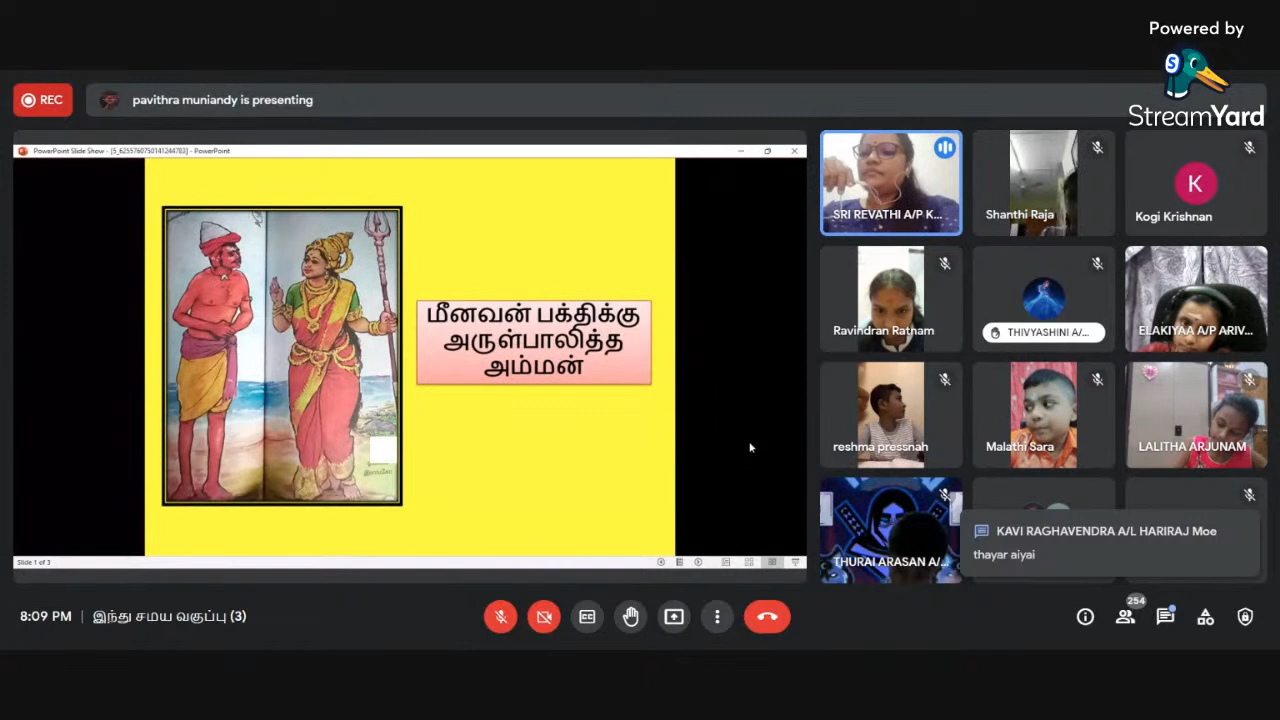 Powered by
StreamYard
REC
pavithra muniandy is presenting
PowerPoint Slide Show - [5_6255760750141244703] - PowerPoint
மீனவன் பக்திக்கு
அருள்பாலித்த
அம்மன்
Slide 1 of 3
SRI REVATHI A/P K...
Shanthi Raja
K
Kogi Krishnan
Ravindran Ratham
THIVYASHINI A/...
ELAKIYAA A/P ARIV...
reshma pressnah
Malathi Sara
LALITHA ARJUNAM
THURAI ARASAN A/...
KAVI RAGHAVENDRA A/L HARIRAJ Moe
thayar aiyai
8:09 PM | இந்து சமய வகுப்பு (3)
254